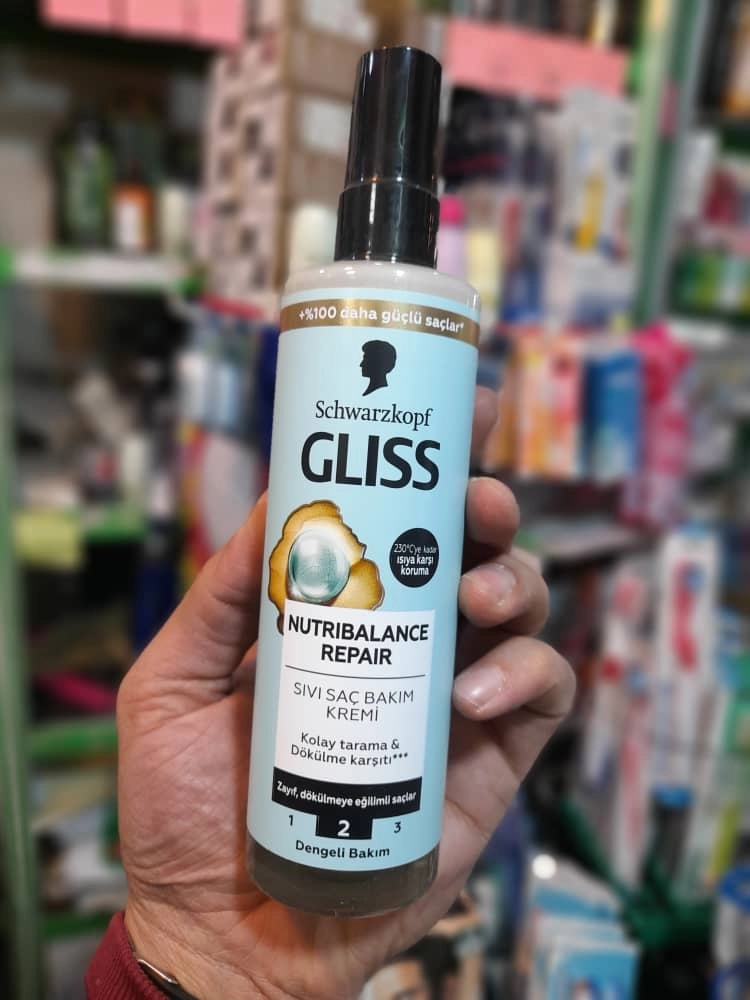 +%100 daha güçlü saçlar*
Schwarzkopf
GLISS
230°C'ye kadar
ısıya karşı
koruma
NUTRIBALANCE
REPAIR
SIVI SAÇ BAKIM
KREMİ
Kolay tarama &
Dökülme karşıtı***
Zayıf, dökülmeye eğilimli saçlar
1 2 3
Dengeli Bakım